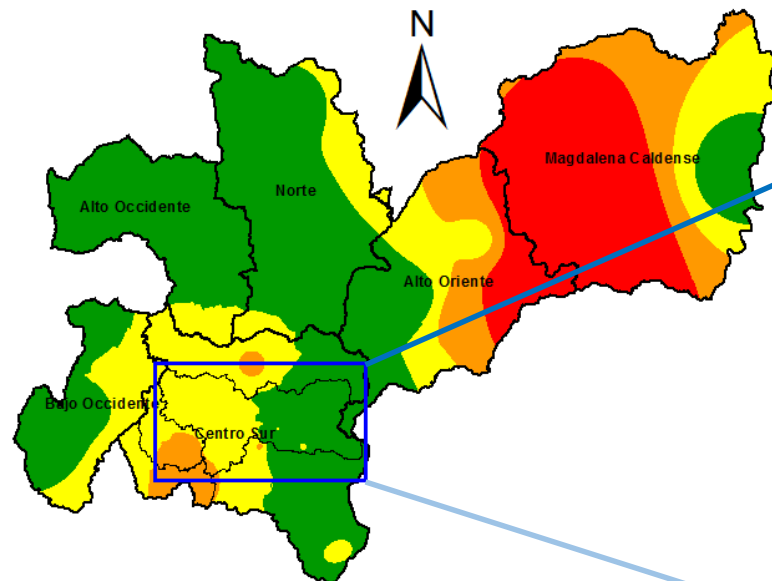 N
Magdalena Caldense
Norte
Alto Occidente
Alto Oriente
Bajo Occidente
Centro Sur